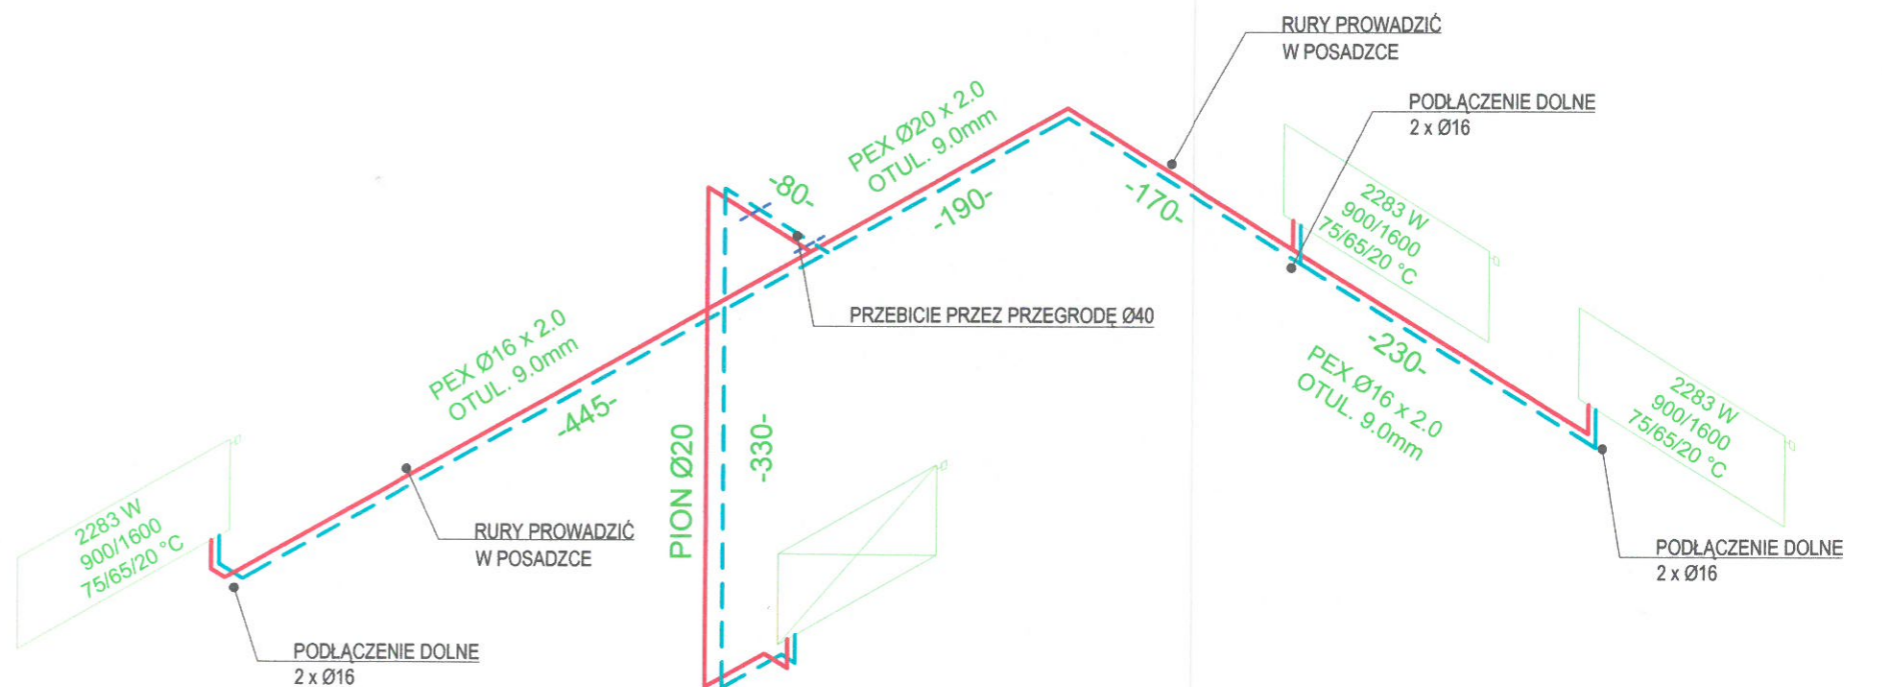 RURY PROWADZIĆ
W POSADZCE
PODŁĄCZENIE DOLNE
2 x Ø16
PEX Ø20 x 2.0
OTUL. 9.0mm
-80-
-190-
-170-
2283 W
900/1600
75/65/20 °C
PRZEBICIE PRZEZ PRZEGRODĘ Ø40
PEX Ø16 x 2.0
OTUL. 9.0mm
-445-
-230-
PEX Ø16 x 2.0
OTUL. 9.0mm
2283 W
900/1600
75/65/20 °C
PION Ø20
-330-
2283 W
900/1600
75/65/20 °C
RURY PROWADZIĆ
W POSADZCE
PODŁĄCZENIE DOLNE
2 x Ø16
PODŁĄCZENIE DOLNE
2 x Ø16